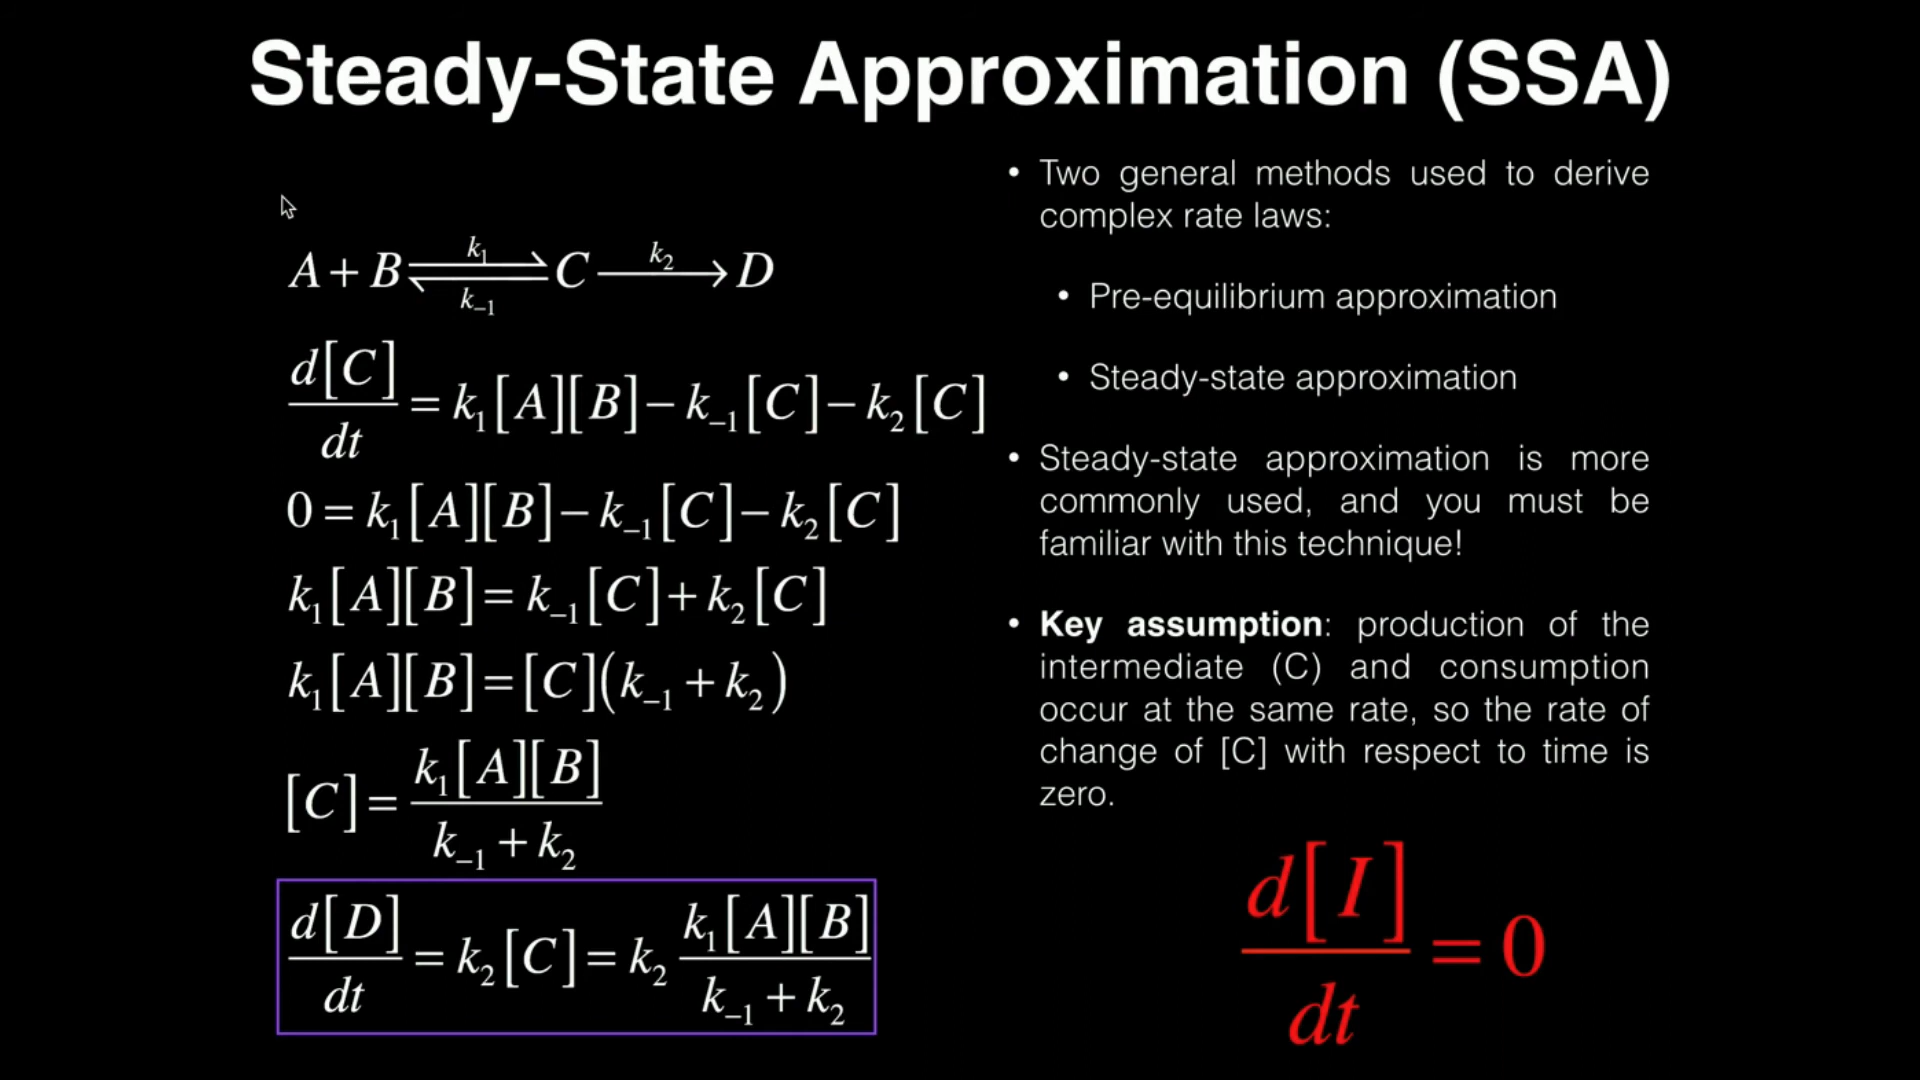 Steady-State Approximation (SSA)
A + B ⇌ C ⟶ D
k₁
k₋₁
k₂
d[C]/dt = k₁[A][B] − k₋₁[C] − k₂[C]
0 = k₁[A][B] − k₋₁[C] − k₂[C]
k₁[A][B] = k₋₁[C] + k₂[C]
k₁[A][B] = [C](k₋₁ + k₂)
[C] = k₁[A][B] / k₋₁ + k₂
d[D]/dt = k₂[C] = k₂ k₁[A][B] / k₋₁ + k₂
• Two general methods used to derive
complex rate laws:
• Pre-equilibrium approximation
• Steady-state approximation
• Steady-state approximation is more
commonly used, and you must be
familiar with this technique!
• Key assumption: production of the
intermediate (C) and consumption
occur at the same rate, so the rate of
change of [C] with respect to time is
zero.
d[I]/dt = 0